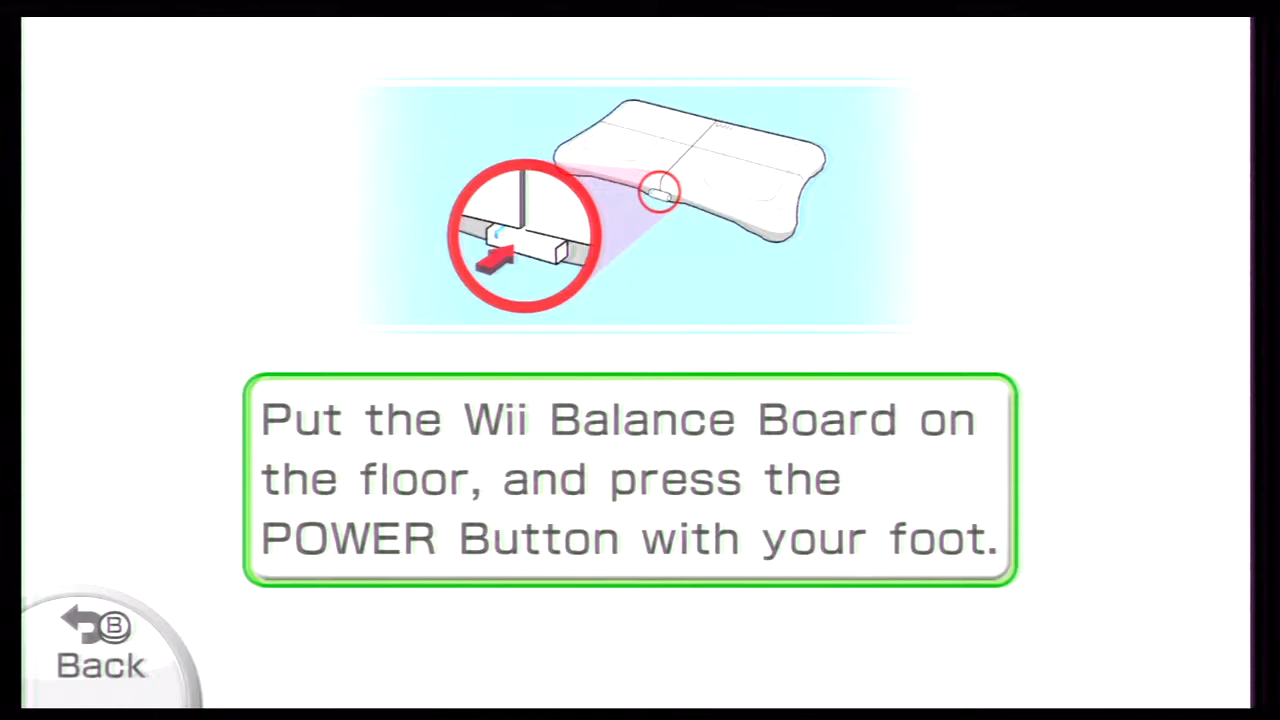 Put the Wii Balance Board on
the floor, and press the
POWER Button with your foot.
B
Back